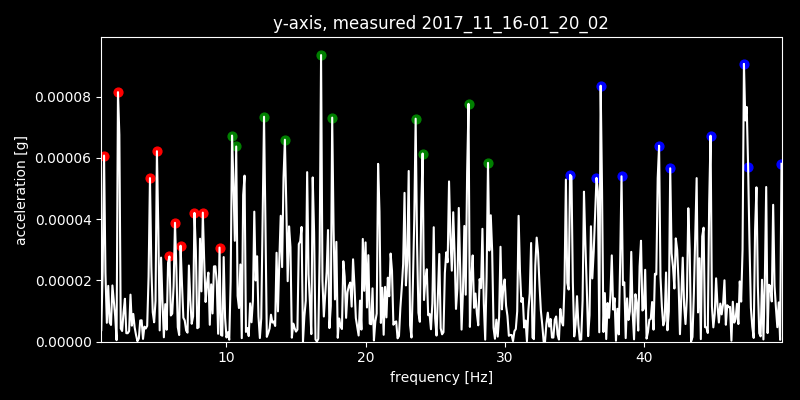 y-axis, measured 2017_11_16-01_20_02
acceleration [g]
0.00008
0.00006
0.00004
0.00002
0.00000
10 20 30 40
frequency [Hz]